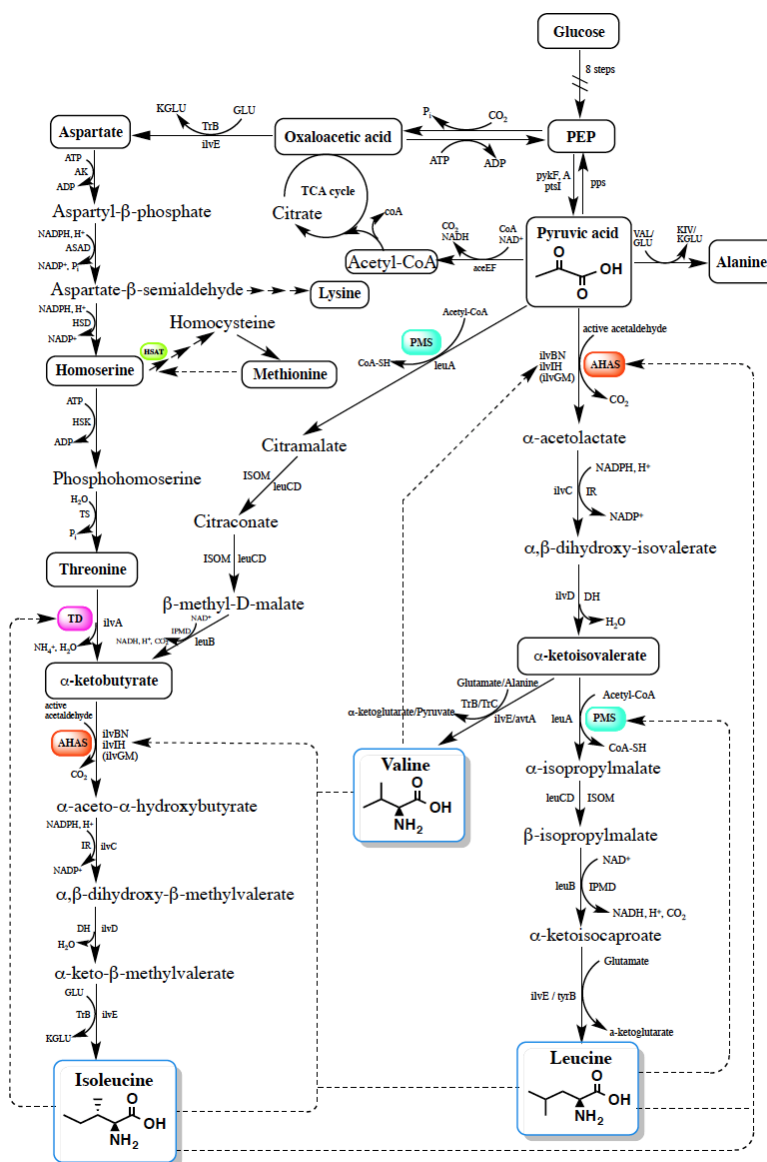 Glucose
8 steps
KGLU
GLU
TrB
ilvE
Aspartate
Oxaloacetic acid
Pi
CO2
ATP
ADP
PEP
ATP
AK
ADP
TCA cycle
Citrate
coA
pykF, A
ptsI
pps
Aspartyl-β-phosphate
NADPH, H+
ASAD
NADP+, Pi
CO2
NADH
CoA
NAD+
aceEF
Acetyl-CoA
Pyruvic acid
O
OH
O
VAL/
GLU
KIV/
KGLU
Alanine
Aspartate-β-semialdehyde
Lysine
NADPH, H+
HSD
NADP+
Homocysteine
HSAT
Homoserine
Methionine
Acetyl-CoA
PMS
CoA-SH
leuA
active acetaldehyde
ilvBN
ilvIH
(ilvGM)
AHAS
CO2
ATP
HSK
ADP
Citramalate
α-acetolactate
Phosphohomoserine
ISOM
leuCD
NADPH, H+
ilvC
IR
NADP+
H2O
TS
Pi
Citraconate
α,β-dihydroxy-isovalerate
Threonine
ISOM
leuCD
ilvD
DH
H2O
β-methyl-D-malate
TD
ilvA
NH4+, H2O
NAD+
IPMD
NADH, H+, CO2
leuB
α-ketoisovalerate
α-ketobutyrate
Glutamate/Alanine
TrB/TrC
α-ketoglutarate/Pyruvate
ilvE/avtA
Acetyl-CoA
leuA
PMS
CoA-SH
active
acetaldehyde
AHAS
ilvBN
ilvIH
(ilvGM)
CO2
Valine
O
OH
NH2
α-isopropylmalate
leuCD
ISOM
α-aceto-α-hydroxybutyrate
β-isopropylmalate
NADPH, H+
IR
ilvC
NADP+
NAD+
leuB
IPMD
NADH, H+, CO2
α,β-dihydroxy-β-methylvalerate
α-ketoisocaproate
DH
ilvD
H2O
Glutamate
ilvE / tyrB
a-ketoglutarate
α-keto-β-methylvalerate
GLU
TrB
ilvE
KGLU
Isoleucine
O
OH
NH2
Leucine
O
OH
NH2